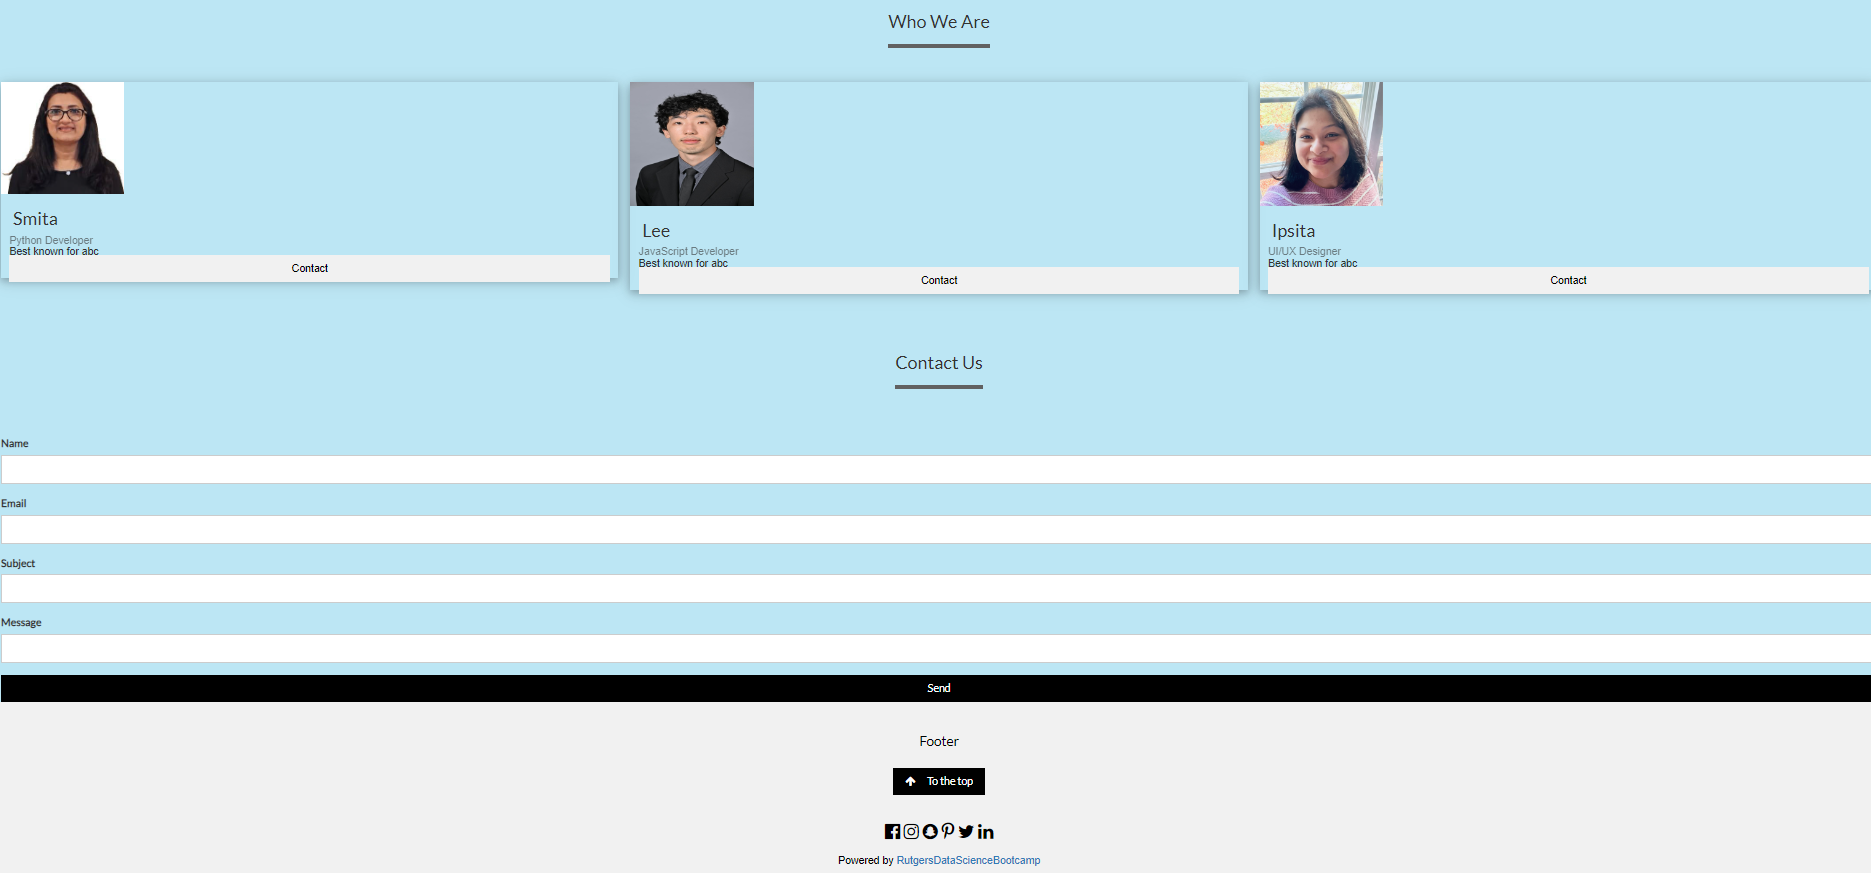 Who We Are
Smita
Python Developer
Best known for abc
Contact
Lee
JavaScript Developer
Best known for abc
Contact
Ipsita
UI/UX Designer
Best known for abc
Contact
Contact Us
Name
Email
Subject
Message
Send
Footer
To the top
Powered by RutgersDataScienceBootcamp